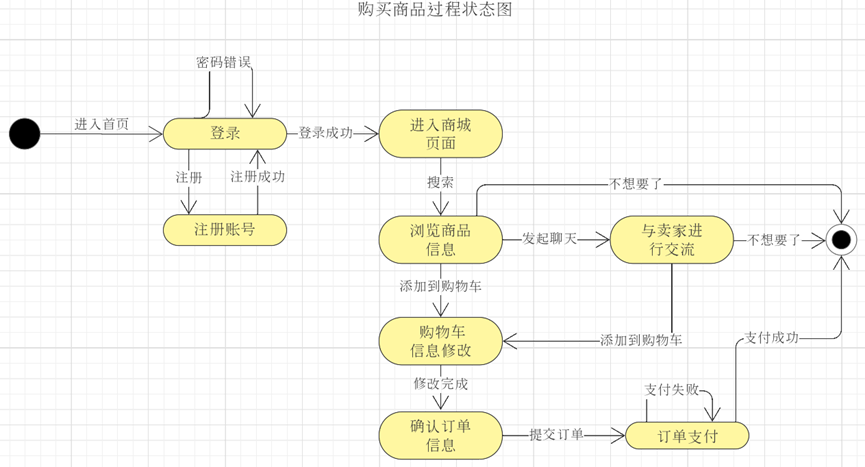 购买商品过程状态图
密码错误
进入首页
登录
登录成功
进入商城
页面
注册
注册成功
搜索
不想要了
注册账号
浏览商品
信息
发起聊天
与卖家进
行交流
不想要了
添加到购物车
购物车
信息修改
添加到购物车
支付成功
修改完成
支付失败
确认订单
信息
提交订单
订单支付